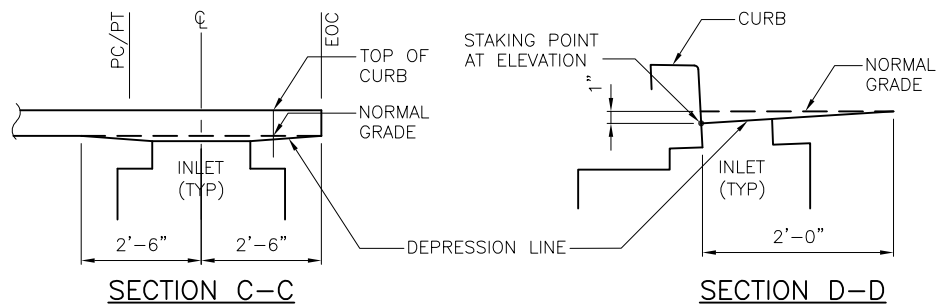 PC/PT
℄
EOC
TOP OF
CURB
NORMAL
GRADE
INLET
(TYP)
2'-6"
2'-6"
DEPRESSION LINE
SECTION C-C
CURB
STAKING POINT
AT ELEVATION
1"
NORMAL
GRADE
INLET
(TYP)
2'-0"
SECTION D-D